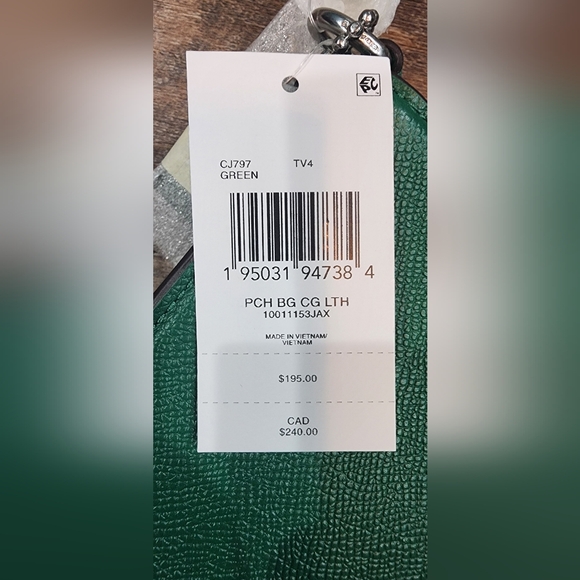 CJ797 TV4
GREEN
1 95031 94738 4
PCH BG CG LTH
10011153JAX
MADE IN VIETNAM/
VIETNAM
$195.00
CAD
$240.00